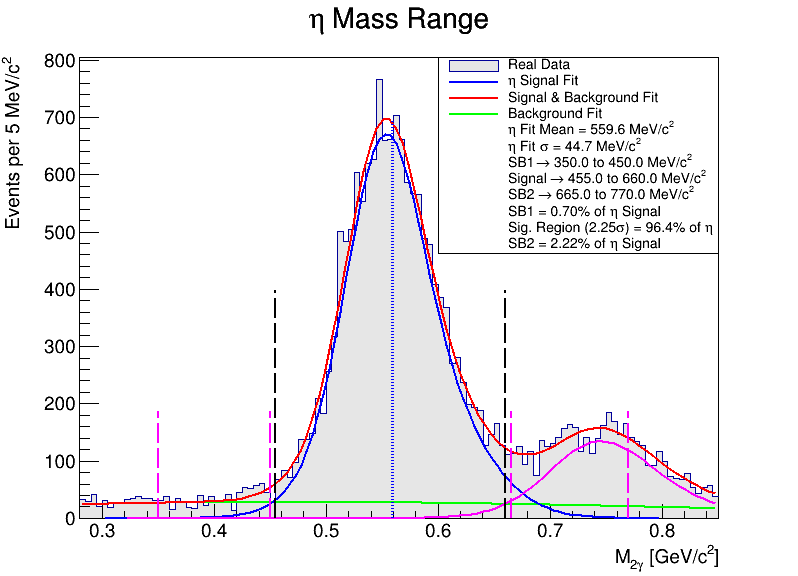 η Mass Range
Events per 5 MeV/c²
800
700
600
500
400
300
200
100
0
Real Data
η Signal Fit
Signal & Background Fit
Background Fit
η Fit Mean = 559.6 MeV/c²
η Fit σ = 44.7 MeV/c²
SB1 → 350.0 to 450.0 MeV/c²
Signal → 455.0 to 660.0 MeV/c²
SB2 → 665.0 to 770.0 MeV/c²
SB1 = 0.70% of η Signal
Sig. Region (2.25σ) = 96.4% of η
SB2 = 2.22% of η Signal
0.3 0.4 0.5 0.6 0.7 0.8
M2γ [GeV/c²]